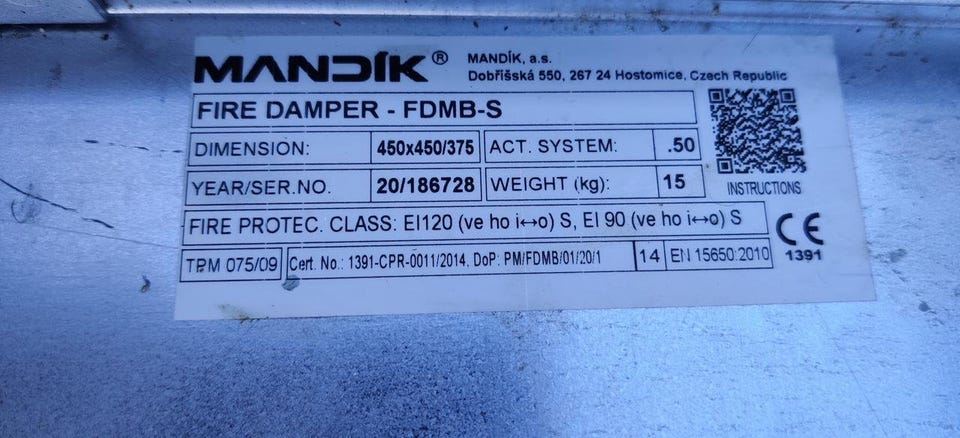 MANDÍK® MANDÍK, a.s.
Dobříšská 550, 267 24 Hostomice, Czech Republic
FIRE DAMPER - FDMB-S
DIMENSION: 450x450/375 ACT. SYSTEM: .50
YEAR/SER.NO. 20/186728 WEIGHT (kg): 15
INSTRUCTIONS
FIRE PROTEC. CLASS: EI120 (ve ho i↔o) S, EI 90 (ve ho i↔o) S
CE
TPM 075/09 Cert. No.: 1391-CPR-0011/2014, DoP: PM/FDMB/01/20/1 14 EN 15650:2010 1391